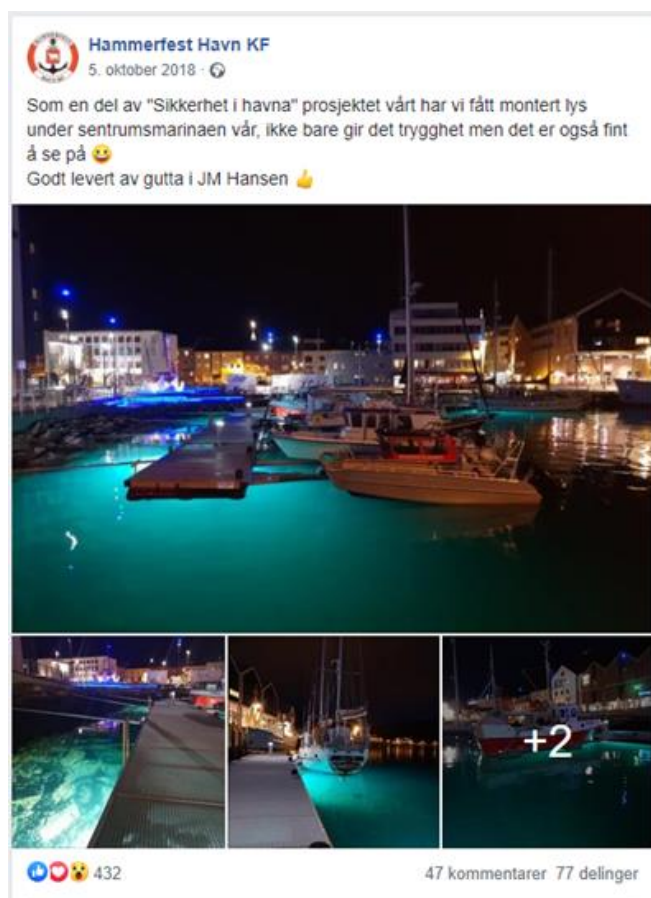 Hammerfest Havn KF
5. oktober 2018 ·
Som en del av "Sikkerhet i havna" prosjektet vårt har vi fått montert lys
under sentrumsmarinaen vår, ikke bare gir det trygghet men det er også fint
å se på 😀
Godt levert av gutta i JM Hansen 👍
+2
432
47 kommentarer 77 delinger